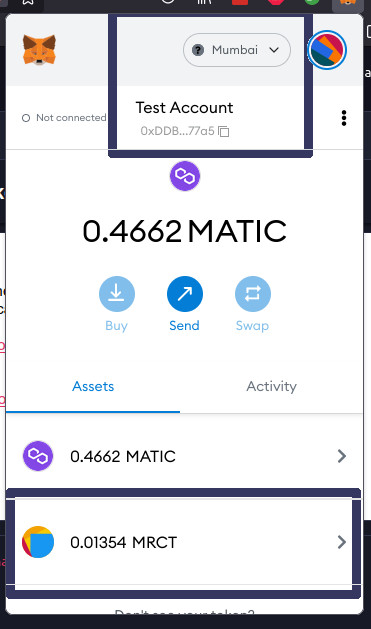 Mumbai
Not connected
Test Account
0xDDB...77a5
0.4662 MATIC
Buy
Send
Swap
Assets
Activity
0.4662 MATIC
0.01354 MRCT
Don't see your token?